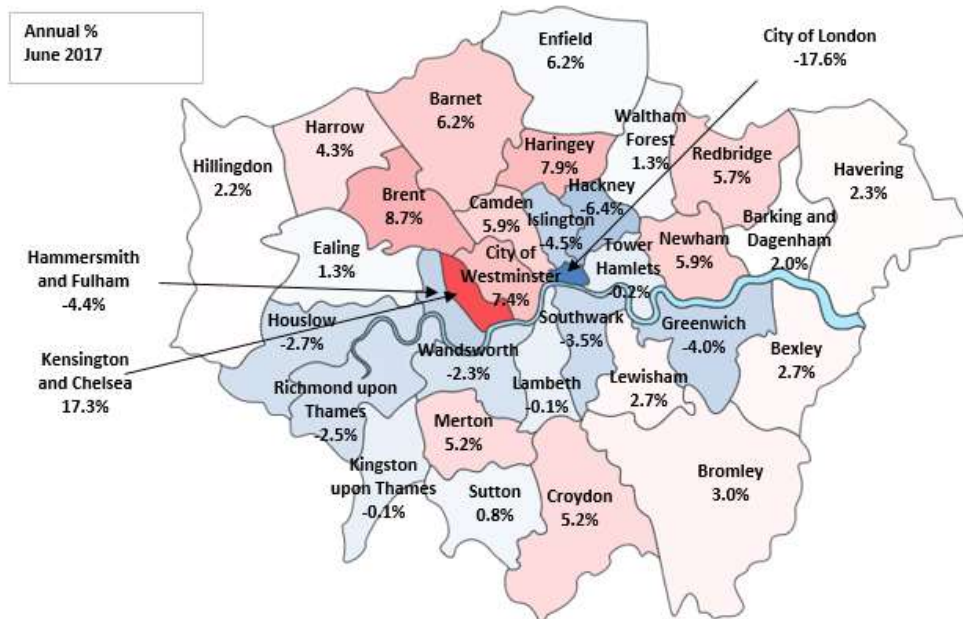 Annual %
June 2017
Enfield
6.2%
City of London
-17.6%
Barnet
6.2%
Waltham
Forest
1.3%
Harrow
4.3%
Haringey
7.9%
Redbridge
5.7%
Hillingdon
2.2%
Havering
2.3%
Hackney
-6.4%
Brent
8.7%
Camden
5.9%
Islington
-4.5%
Barking and
Dagenham
2.0%
Ealing
1.3%
City of
Westminster
7.4%
Tower
Hamlets
-0.2%
Newham
5.9%
Hammersmith
and Fulham
-4.4%
Houslow
-2.7%
Southwark
-3.5%
Greenwich
-4.0%
Kensington
and Chelsea
17.3%
Wandsworth
-2.3%
Bexley
2.7%
Richmond upon
Thames
-2.5%
Lambeth
-0.1%
Lewisham
2.7%
Merton
5.2%
Kingston
upon Thames
-0.1%
Sutton
0.8%
Croydon
5.2%
Bromley
3.0%